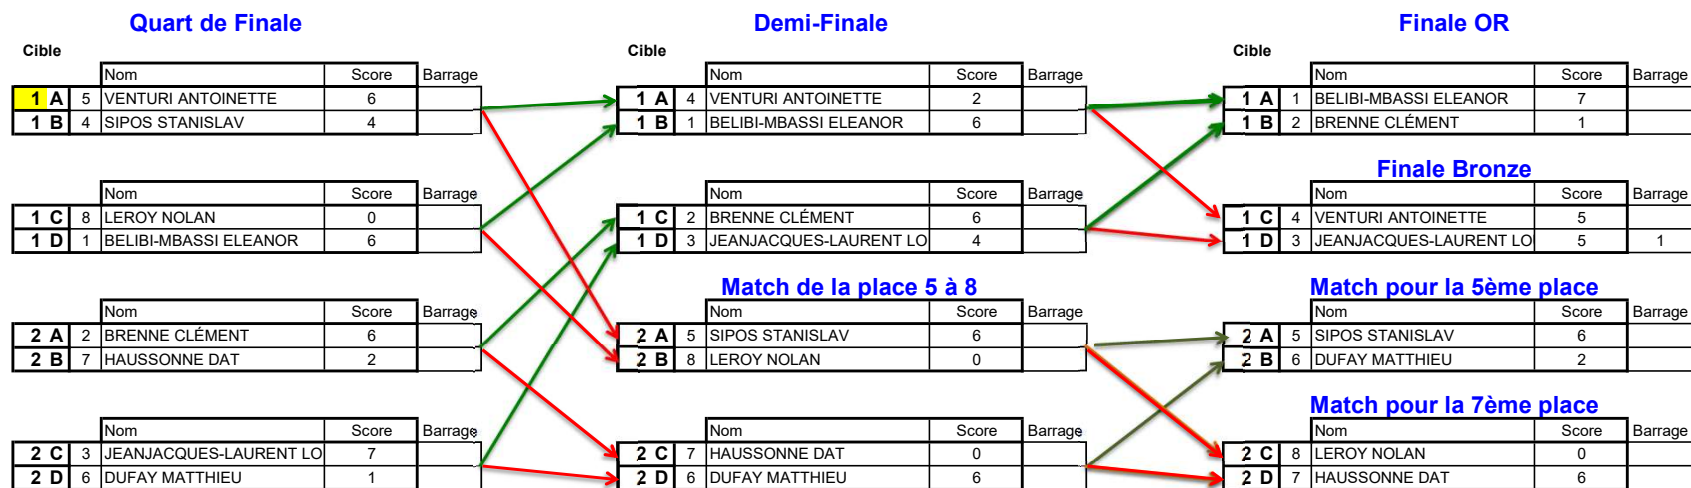 Quart de Finale Demi-Finale Finale OR
Cible Cible Cible
Nom Score Barrage Nom Score Barrage Nom Score Barrage
1 A 5 VENTURI ANTOINETTE 6 1 A 4 VENTURI ANTOINETTE 2 1 A 1 BELIBI-MBASSI ELEANOR 7
1 B 4 SIPOS STANISLAV 4 1 B 1 BELIBI-MBASSI ELEANOR 6 1 B 2 BRENNE CLÉMENT 1
Finale Bronze
Nom Score Barrage Nom Score Barrage Nom Score Barrage
1 C 8 LEROY NOLAN 0 1 C 2 BRENNE CLÉMENT 6 1 C 4 VENTURI ANTOINETTE 5
1 D 1 BELIBI-MBASSI ELEANOR 6 1 D 3 JEANJACQUES-LAURENT LO 4 1 D 3 JEANJACQUES-LAURENT LO 5 1
Match de la place 5 à 8 Match pour la 5ème place
Nom Score Barrage Nom Score Barrage Nom Score Barrage
2 A 2 BRENNE CLÉMENT 6 2 A 5 SIPOS STANISLAV 6 2 A 5 SIPOS STANISLAV 6
2 B 7 HAUSSONNE DAT 2 2 B 8 LEROY NOLAN 0 2 B 6 DUFAY MATTHIEU 2
Match pour la 7ème place
Nom Score Barrage Nom Score Barrage Nom Score Barrage
2 C 3 JEANJACQUES-LAURENT LO 7 2 C 7 HAUSSONNE DAT 0 2 C 8 LEROY NOLAN 0
2 D 6 DUFAY MATTHIEU 1 2 D 6 DUFAY MATTHIEU 6 2 D 7 HAUSSONNE DAT 6